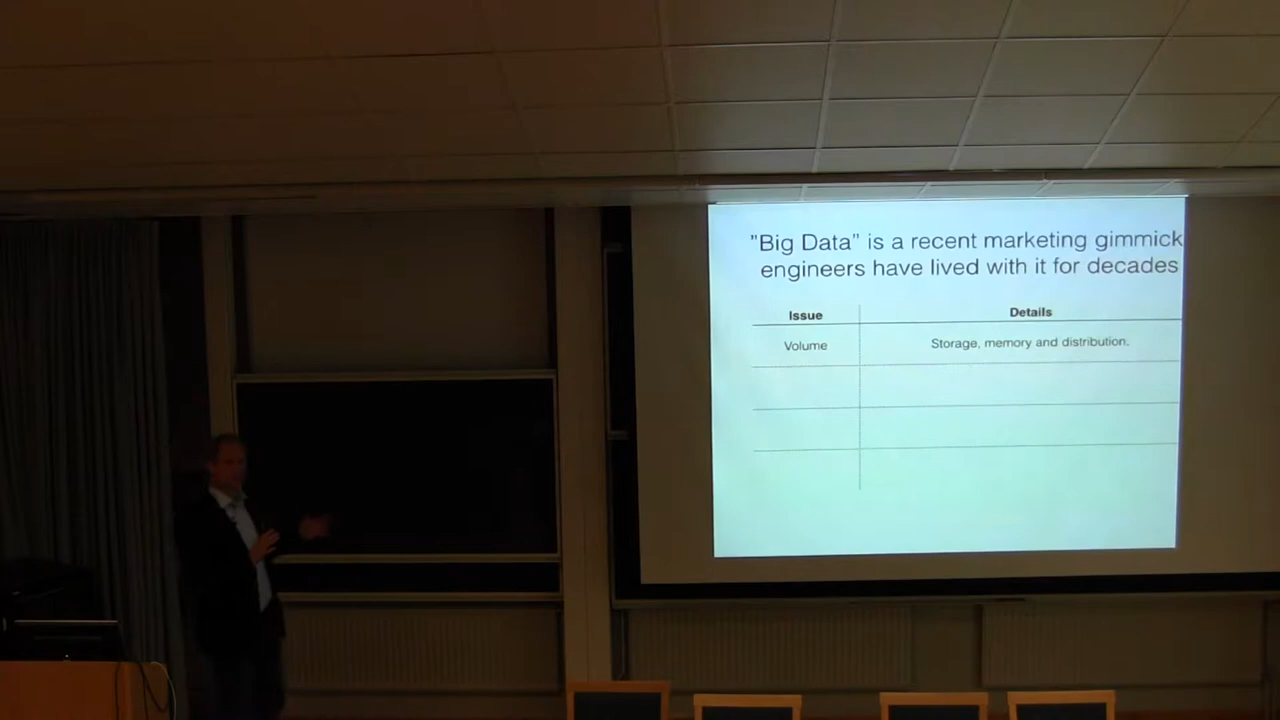 "Big Data" is a recent marketing gimmick
engineers have lived with it for decades
Issue Details
Volume Storage, memory and distribution.